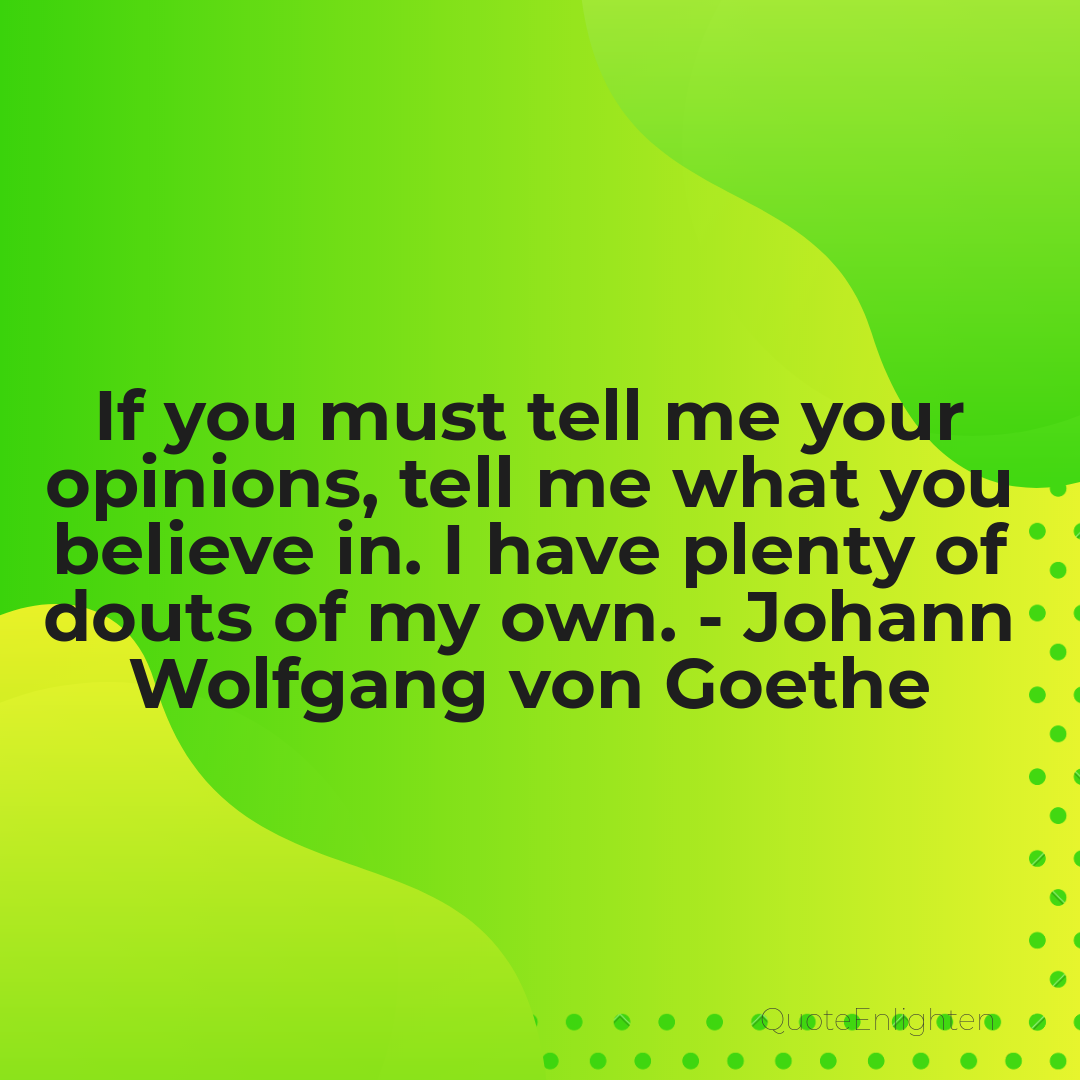 If you must tell me your
opinions, tell me what you
believe in. I have plenty of
douts of my own. - Johann
Wolfgang von Goethe
QuoteEnlighten